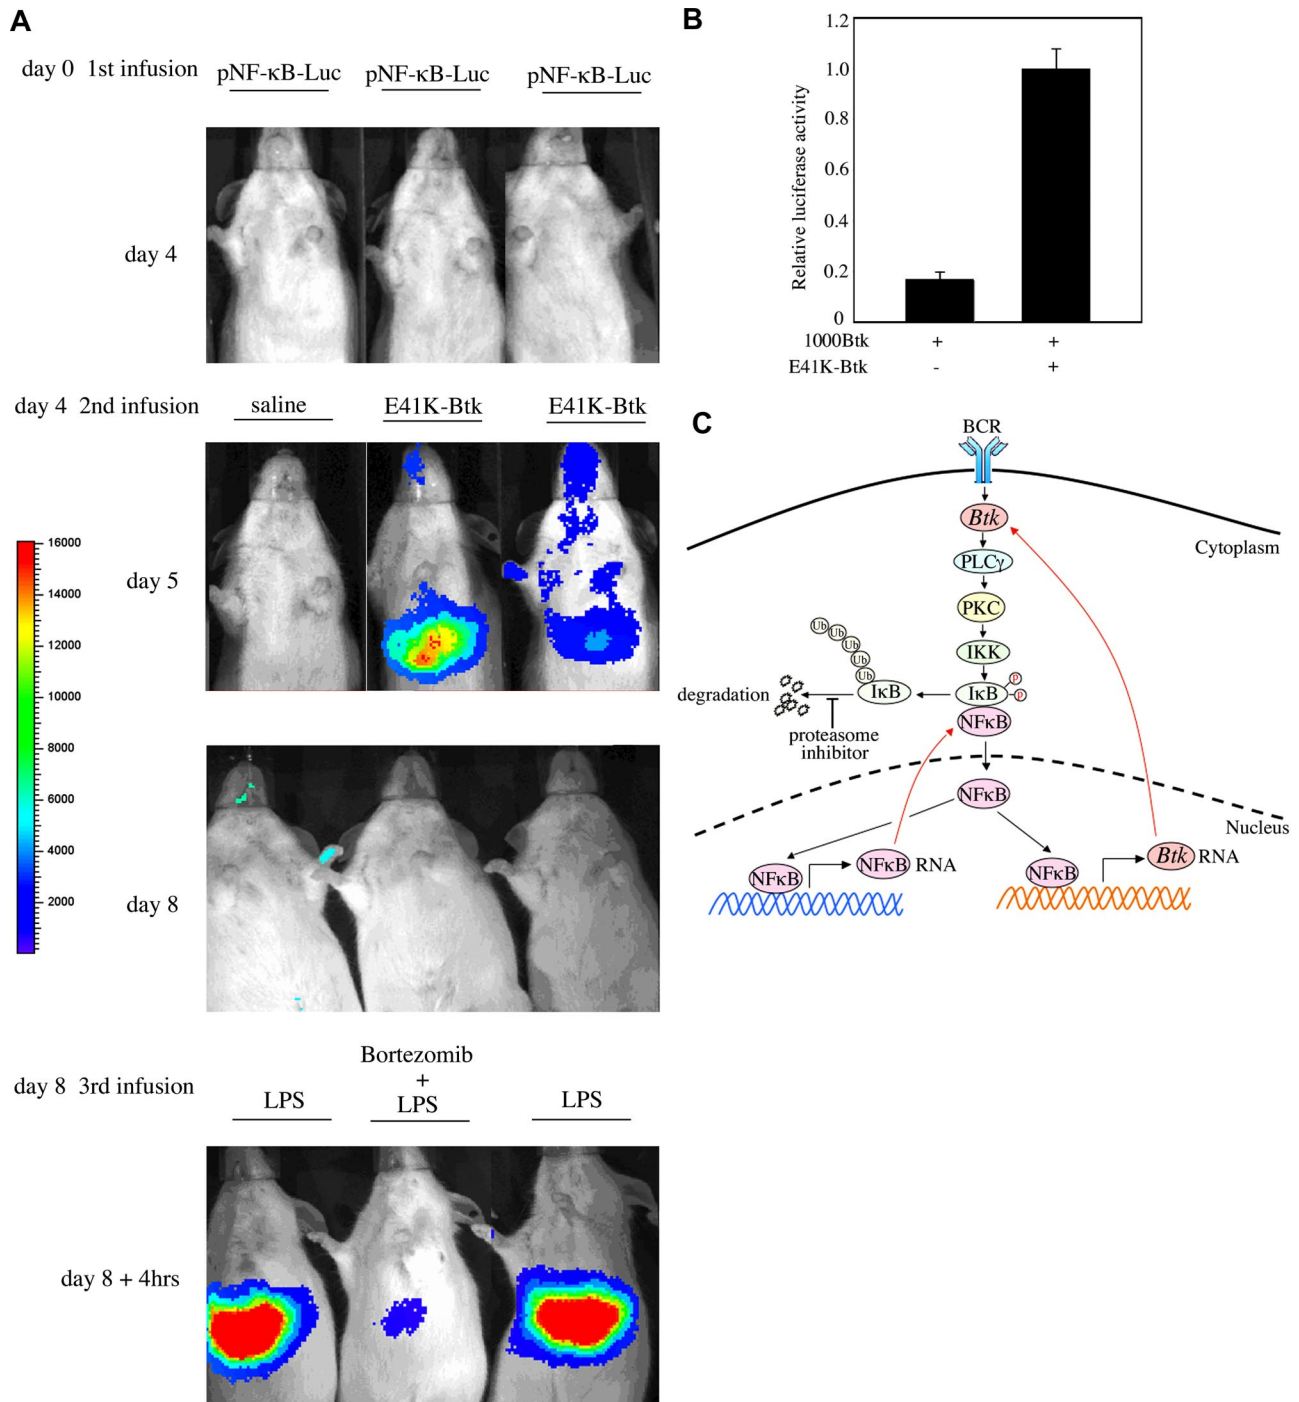 A
day 0 1st infusion
pNF-κB-Luc pNF-κB-Luc pNF-κB-Luc
day 4
day 4 2nd infusion
saline E41K-Btk E41K-Btk
16000
14000
12000
10000
8000
6000
4000
2000
day 5
day 8
Bortezomib
+
day 8 3rd infusion
LPS LPS LPS
day 8 + 4hrs
B
Relative luciferase activity
1.2
1.0
0.8
0.6
0.4
0.2
0
1000Btk + +
E41K-Btk - +
C
BCR
Btk
Cytoplasm
PLCγ
PKC
Ub Ub Ub Ub Ub
IKK
degradation IκB IκB P P
NFκB
proteasome
inhibitor
NFκB
Nucleus
NFκB NFκB RNA
NFκB Btk RNA